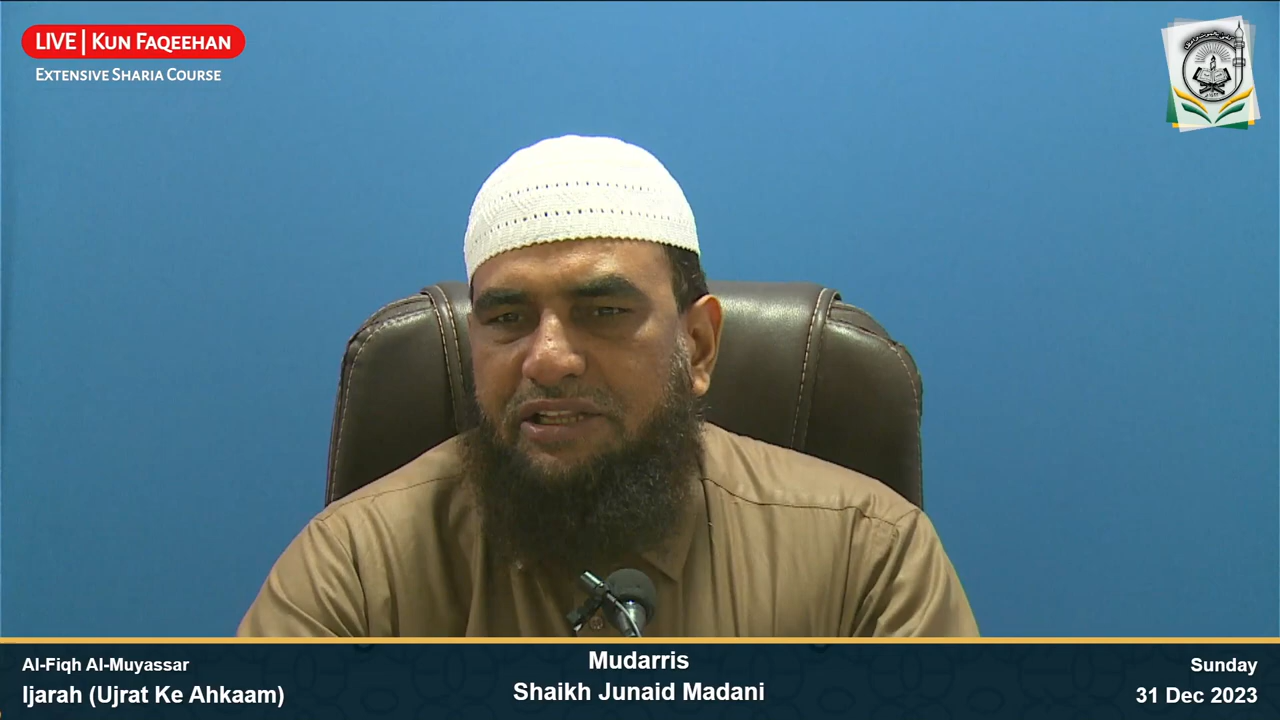 LIVE | Kun Faqeehan
Extensive Sharia Course
Al-Fiqh Al-Muyassar
Ijarah (Ujrat Ke Ahkaam)
Mudarris
Shaikh Junaid Madani
Sunday
31 Dec 2023